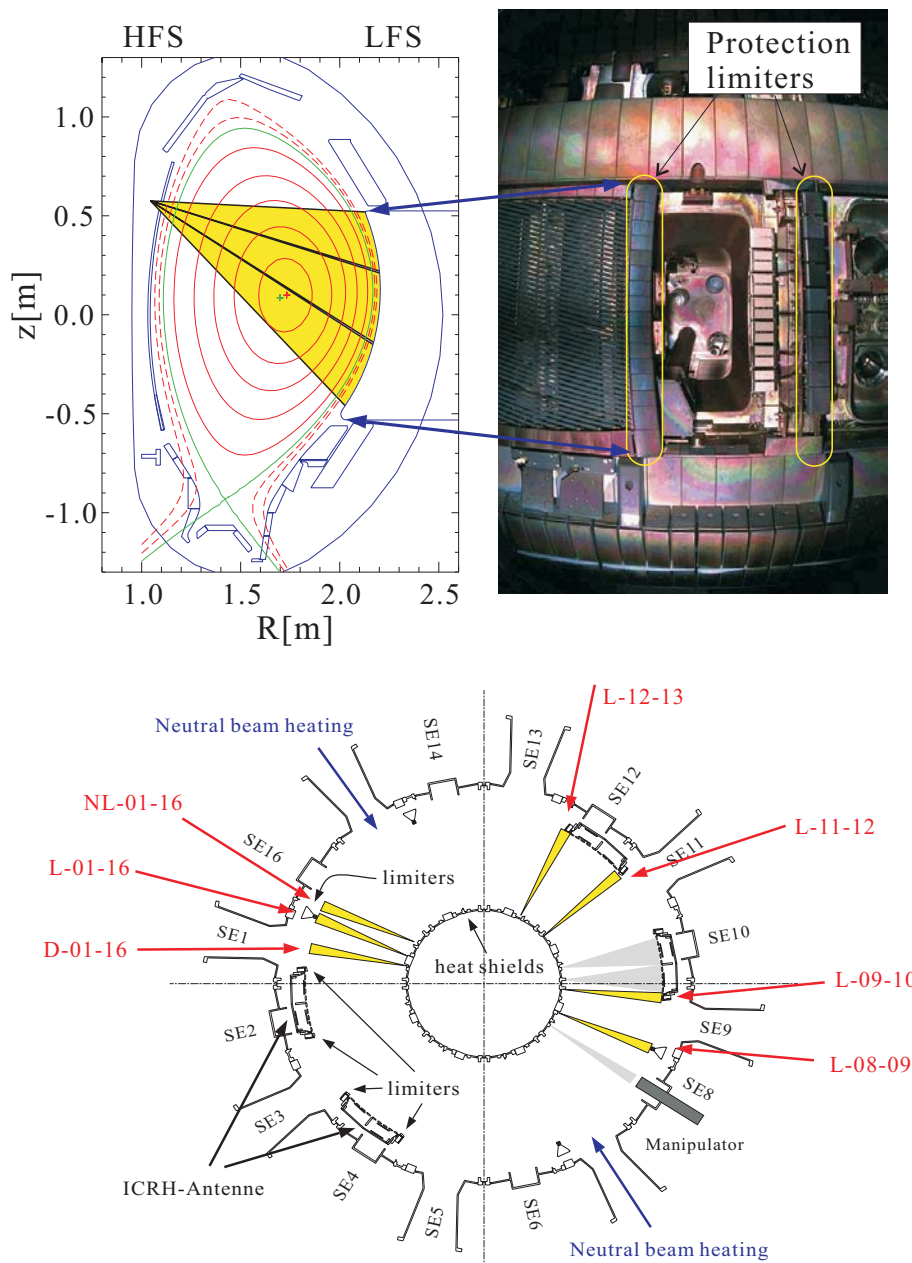 HFS
LFS
Protection
limiters
1.0
0.5
0.0
-0.5
-1.0
z[m]
1.0
1.5
2.0
2.5
R[m]
L-12-13
Neutral beam heating
SE13
SE14
SE12
NL-01-16
L-11-12
SE16
SE11
L-01-16
limiters
SE1
SE10
D-01-16
heat shields
L-09-10
SE2
SE9
L-08-09
limiters
SE8
SE3
Manipulator
ICRH-Antenne
SE4
SE5
SE6
Neutral beam heating